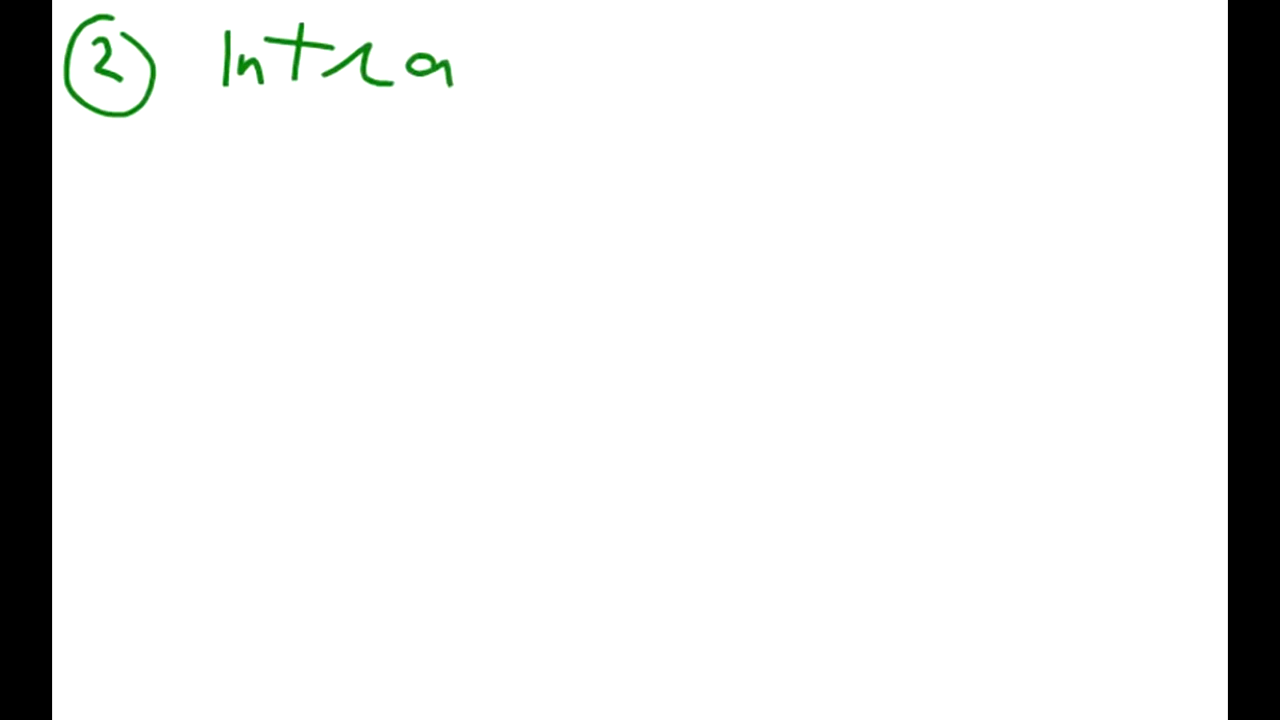 ② Intra